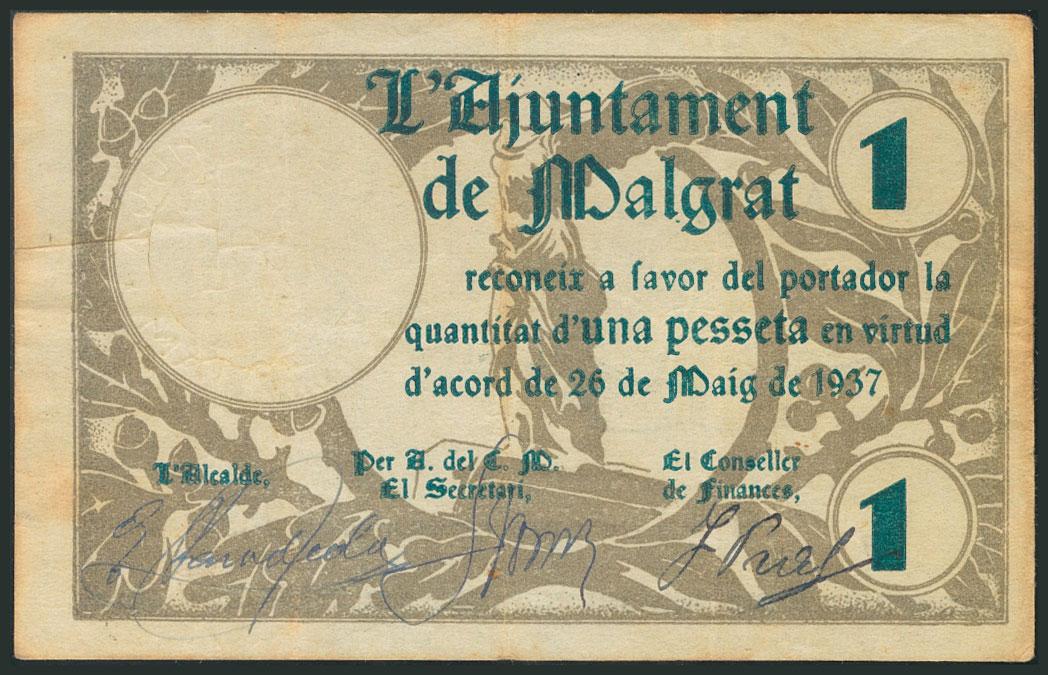 L'Ajuntament
de Malgrat
1
reconeix a favor del portador la
quantitat d'una pesseta en virtud
d'acord de 26 de Maig de 1937
L'Alcalde,
Per A. del C. M.
El Secretari,
El Conseller
de Finances,
1